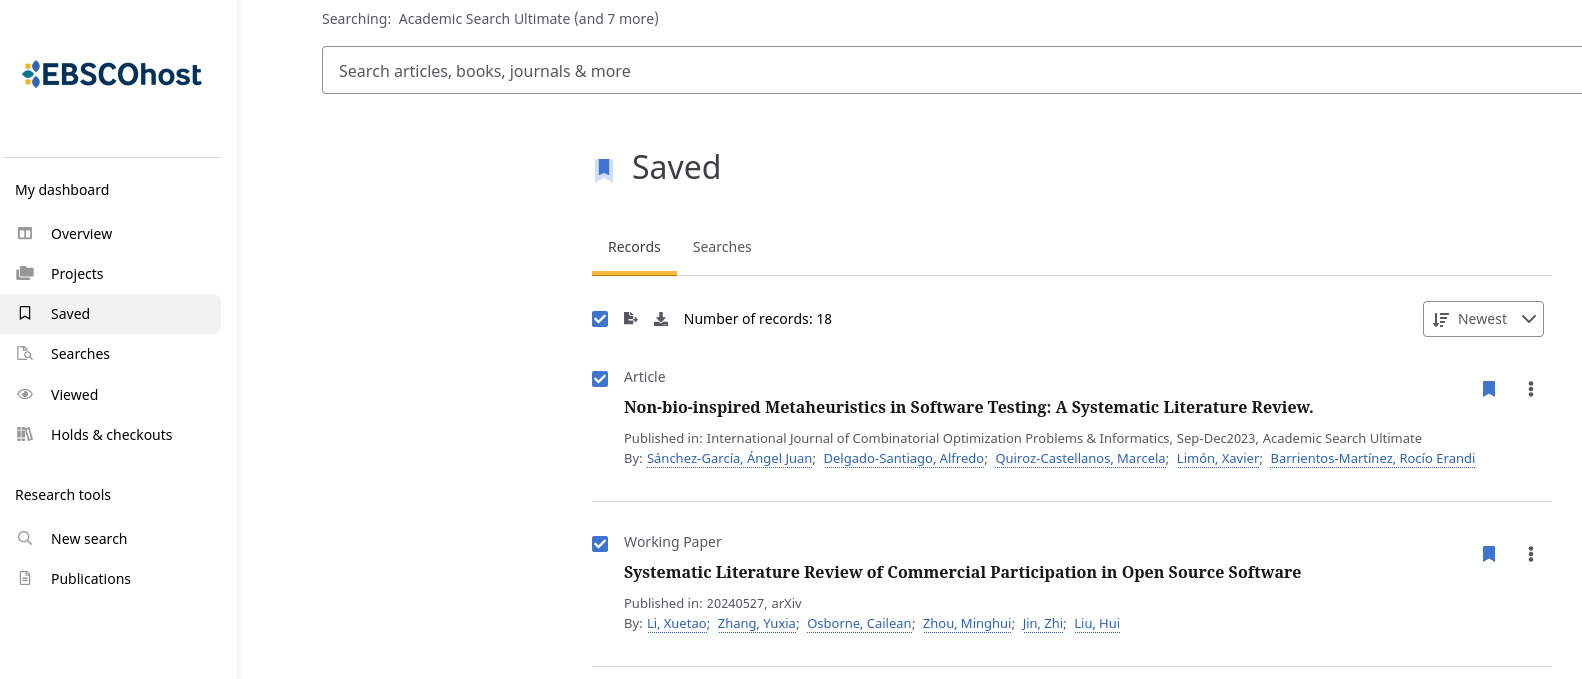 Searching: Academic Search Ultimate (and 7 more)
EBSCOhost
Search articles, books, journals & more
Saved
My dashboard
Overview
Projects
Saved
Searches
Viewed
Holds & checkouts
Research tools
New search
Publications
Records Searches
Number of records: 18
Newest
Article
Non-bio-inspired Metaheuristics in Software Testing: A Systematic Literature Review.
Published in: International Journal of Combinatorial Optimization Problems & Informatics, Sep-Dec2023, Academic Search Ultimate
By: Sánchez-García, Ángel Juan; Delgado-Santiago, Alfredo; Quiroz-Castellanos, Marcela; Limón, Xavier; Barrientos-Martínez, Rocío Erandi
Working Paper
Systematic Literature Review of Commercial Participation in Open Source Software
Published in: 20240527, arXiv
By: Li, Xuetao; Zhang, Yuxia; Osborne, Cailean; Zhou, Minghui; Jin, Zhi; Liu, Hui